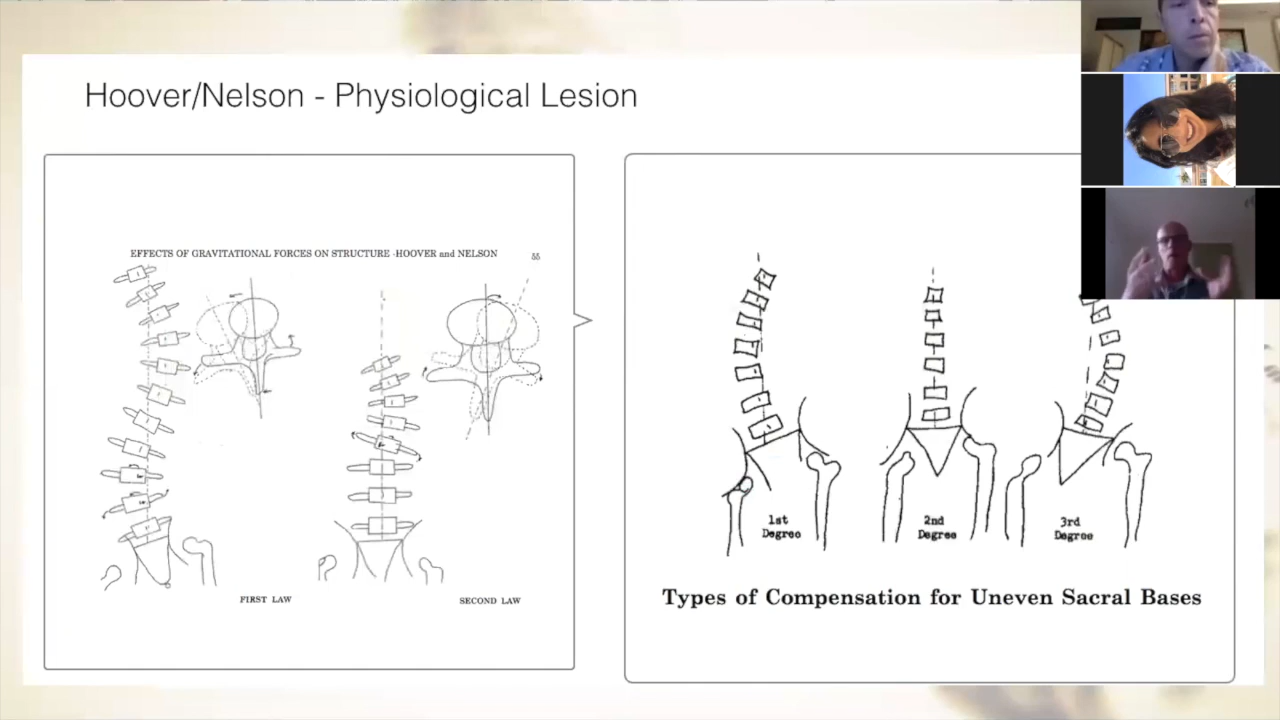 Hoover/Nelson - Physiological Lesion
EFFECTS OF GRAVITATIONAL FORCES ON STRUCTURE -HOOVER and NELSON 55
FIRST LAW
SECOND LAW
1st
Degree
2nd
Degree
3rd
Degree
Types of Compensation for Uneven Sacral Bases